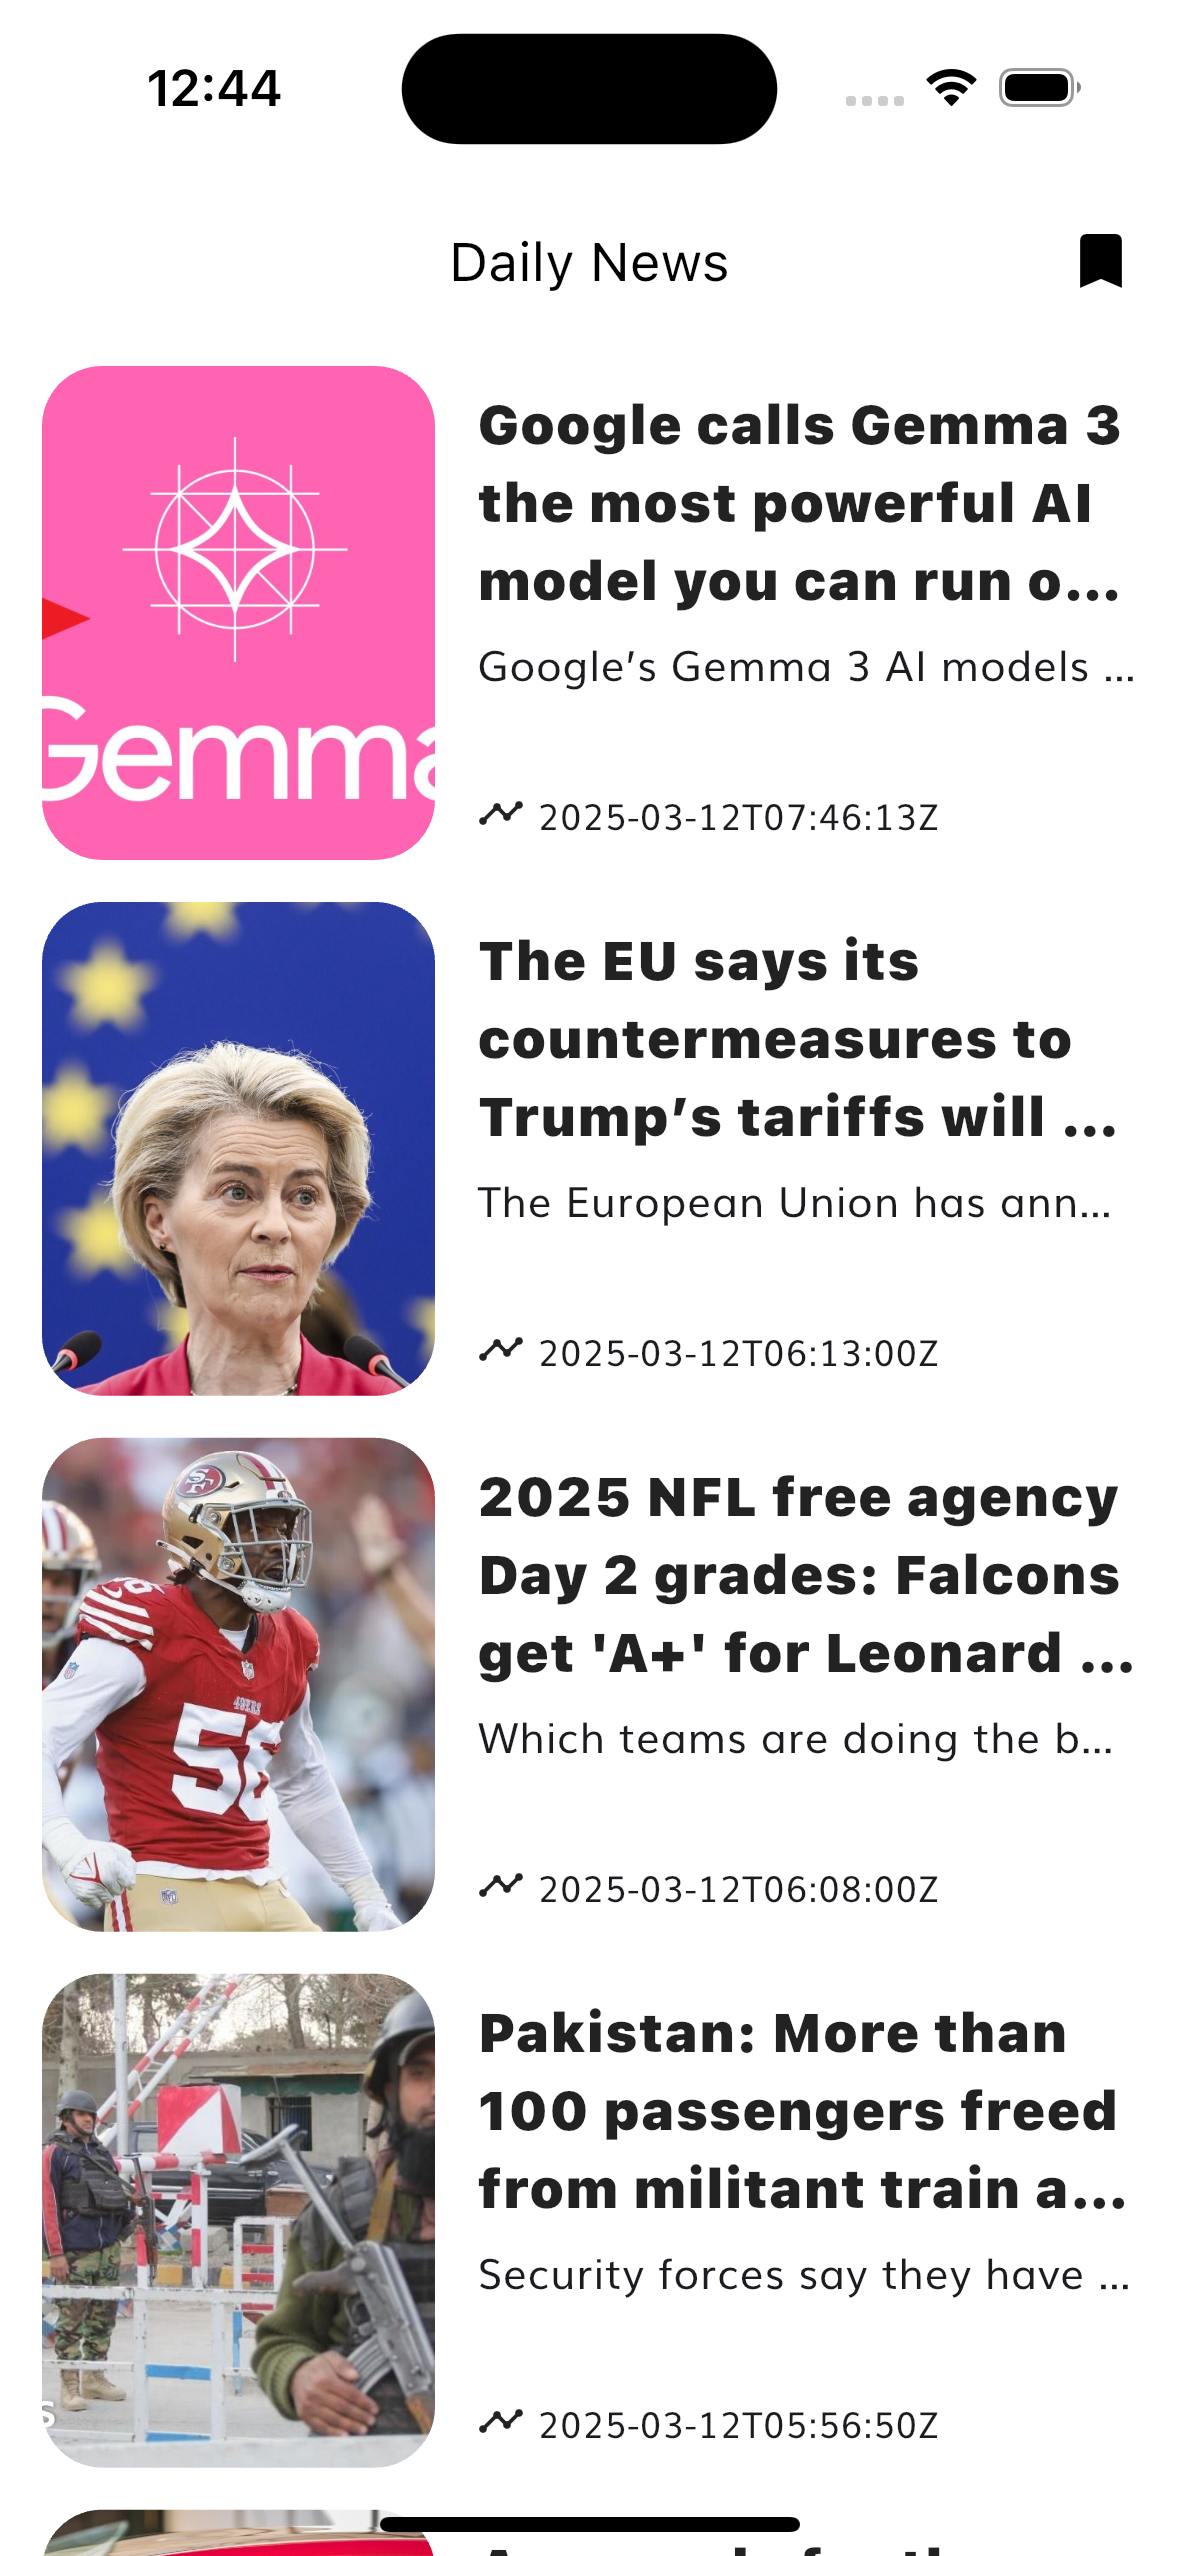 12:44
Daily News
Gemma
Google calls Gemma 3
the most powerful AI
model you can run o...
Google’s Gemma 3 AI models ...
2025-03-12T07:46:13Z
The EU says its
countermeasures to
Trump’s tariffs will ...
The European Union has ann...
2025-03-12T06:13:00Z
SF
49ERS
56
2025 NFL free agency
Day 2 grades: Falcons
get 'A+' for Leonard ...
Which teams are doing the b...
2025-03-12T06:08:00Z
Pakistan: More than
100 passengers freed
from militant train a...
Security forces say they have ...
2025-03-12T05:56:50Z